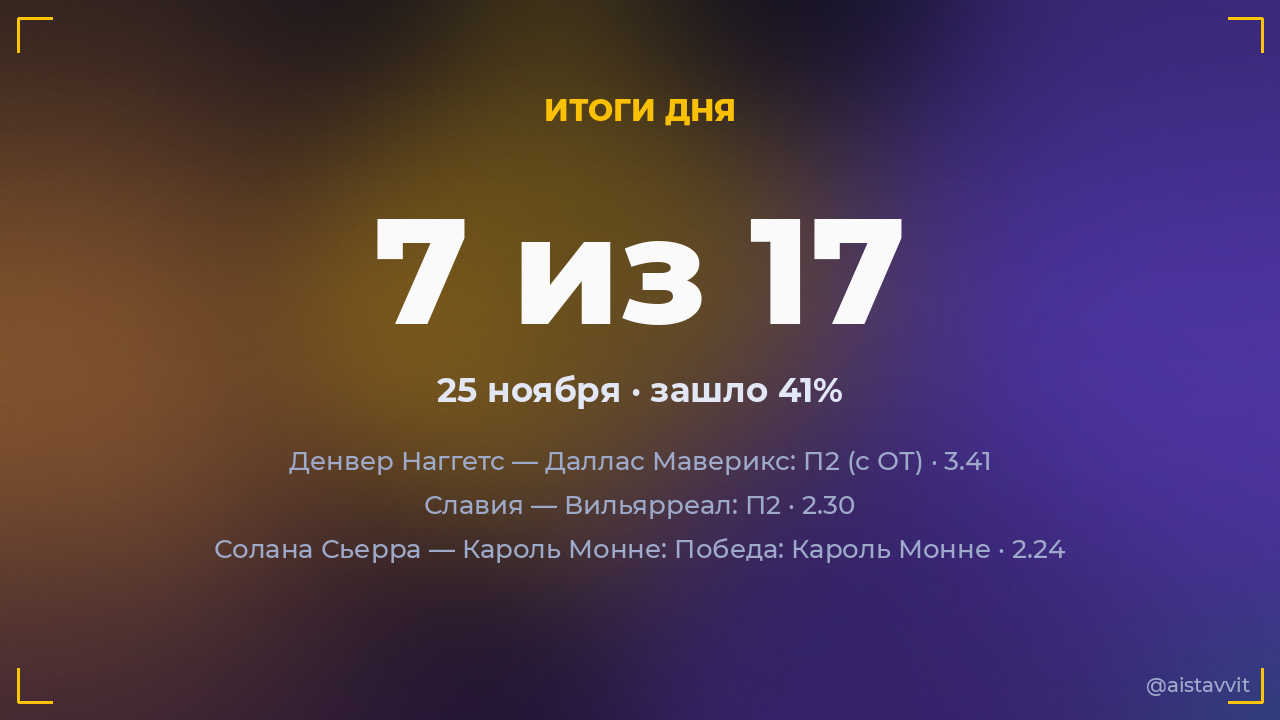 ИТОГИ ДНЯ
7 из 17
25 ноября · зашло 41%
Денвер Наггетс — Даллас Маверикс: П2 (с ОТ) · 3.41
Славия — Вильярреал: П2 · 2.30
Солана Сьерра — Кароль Монне: Победа: Кароль Монне · 2.24
@aistavvit